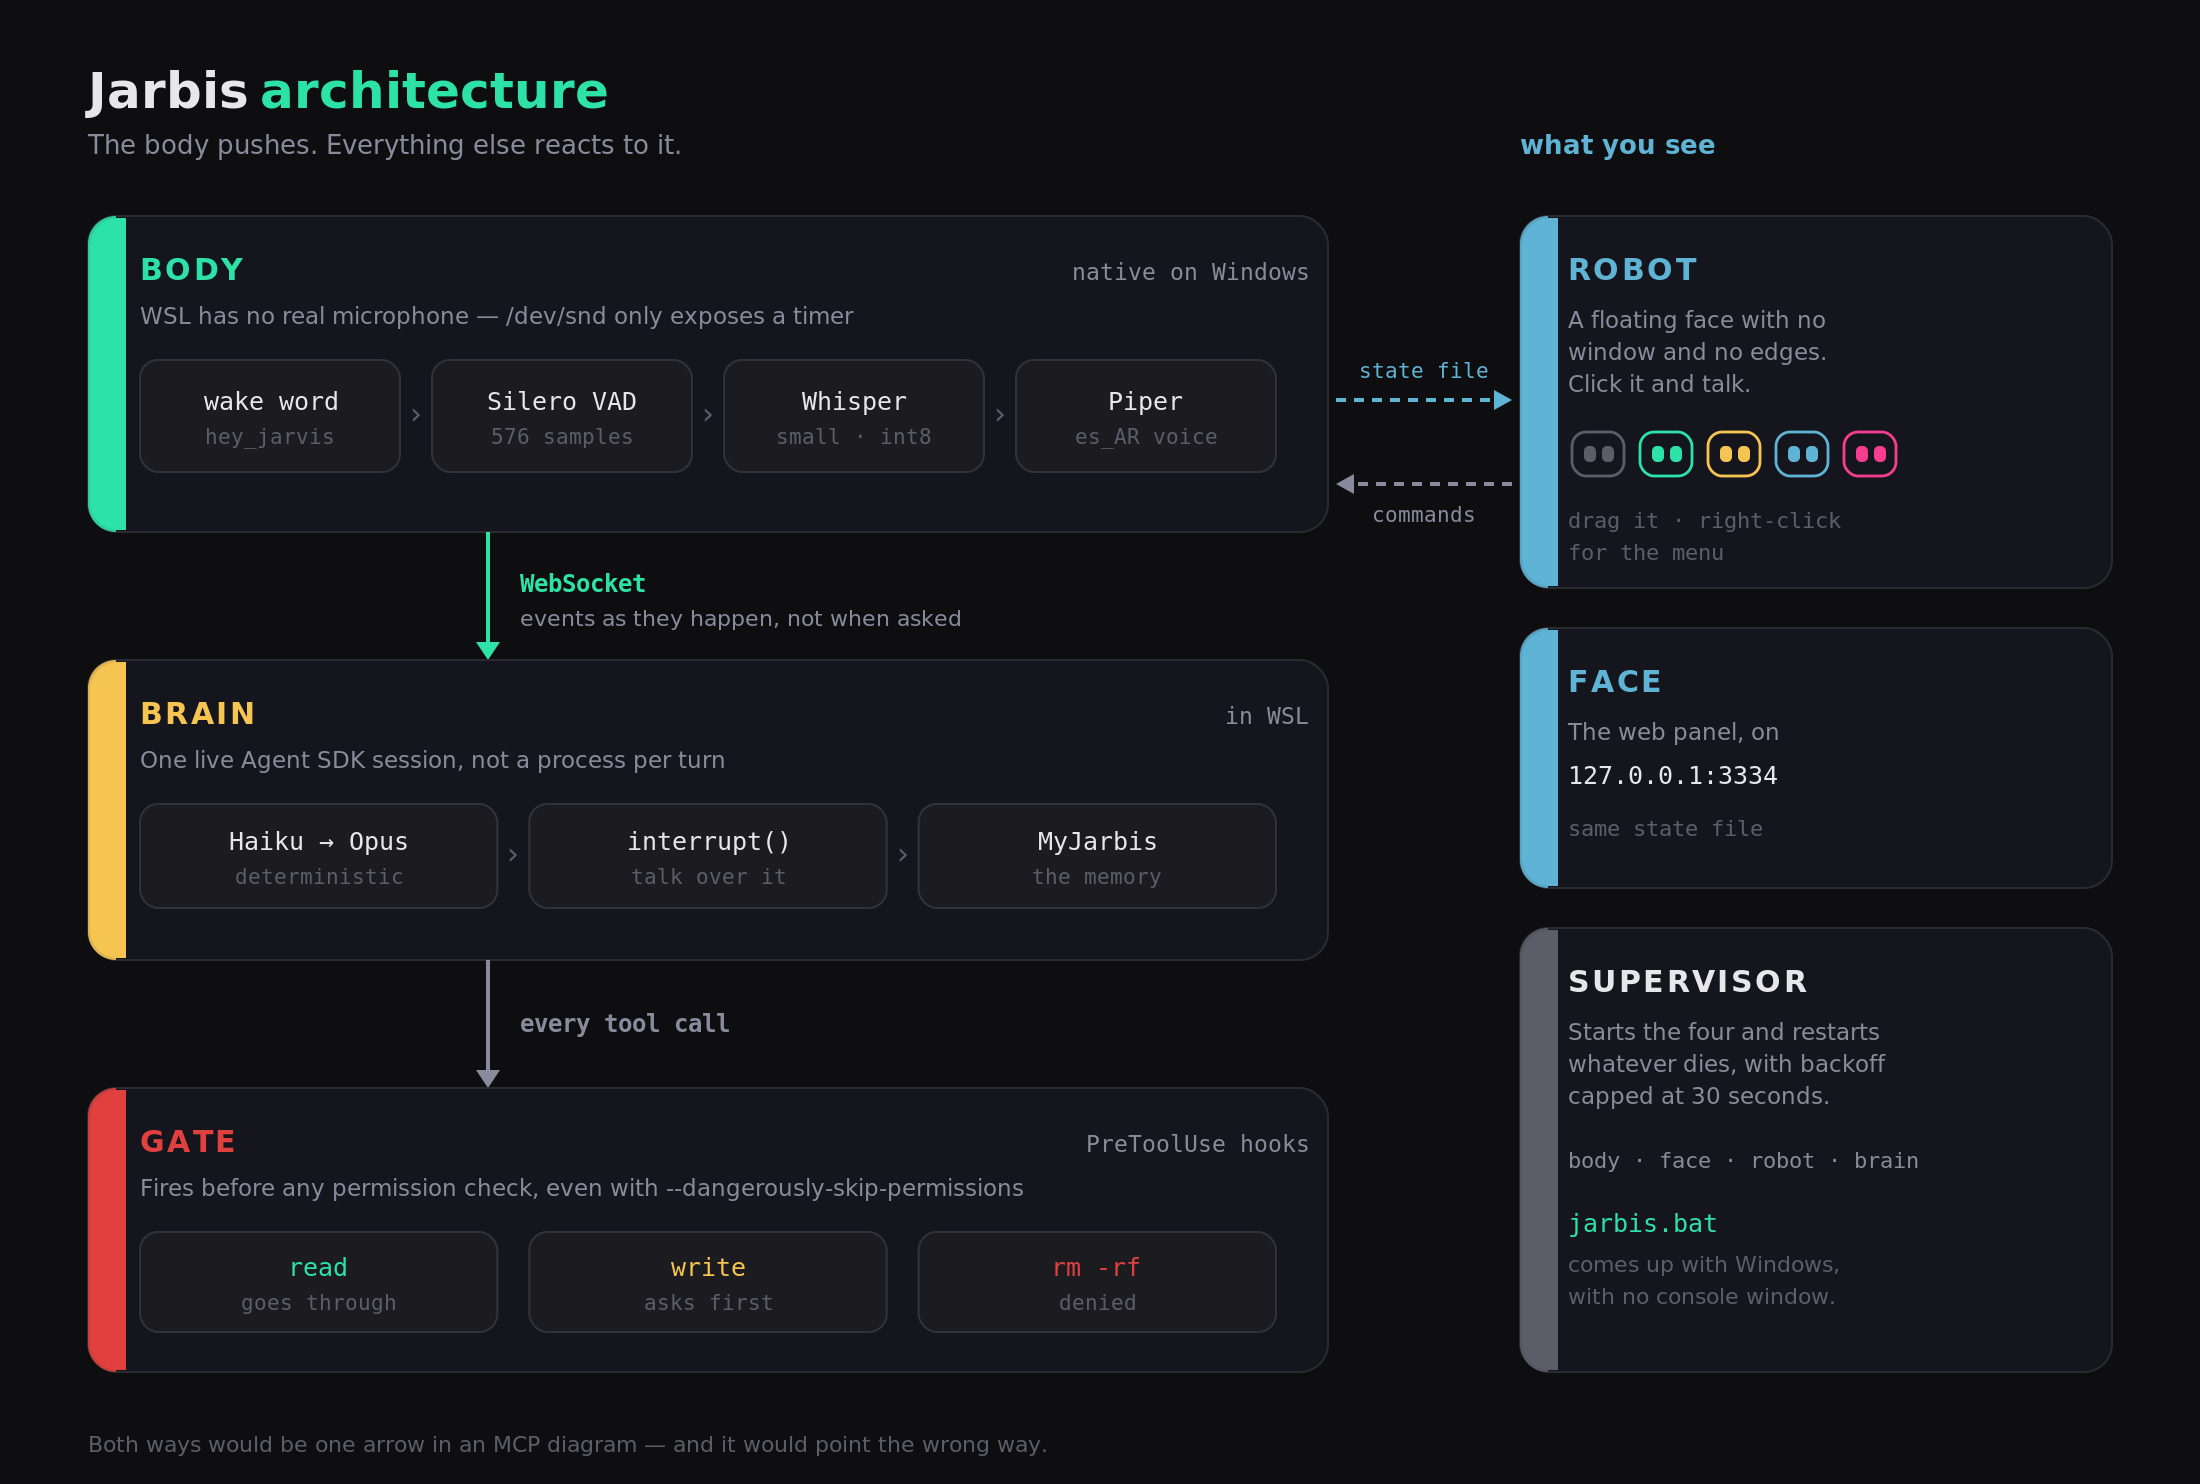 Jarbis architecture
The body pushes. Everything else reacts to it.
what you see
BODY
native on Windows
WSL has no real microphone — /dev/snd only exposes a timer
wake word
hey_jarvis
›
Silero VAD
576 samples
›
Whisper
small · int8
›
Piper
es_AR voice
state file
commands
ROBOT
A floating face with no
window and no edges.
Click it and talk.
drag it · right-click
for the menu
WebSocket
events as they happen, not when asked
BRAIN
in WSL
One live Agent SDK session, not a process per turn
Haiku → Opus
deterministic
›
interrupt()
talk over it
›
MyJarbis
the memory
FACE
The web panel, on
127.0.0.1:3334
same state file
every tool call
GATE
PreToolUse hooks
Fires before any permission check, even with --dangerously-skip-permissions
read
goes through
write
asks first
rm -rf
denied
SUPERVISOR
Starts the four and restarts
whatever dies, with backoff
capped at 30 seconds.
body · face · robot · brain
jarbis.bat
comes up with Windows,
with no console window.
Both ways would be one arrow in an MCP diagram — and it would point the wrong way.